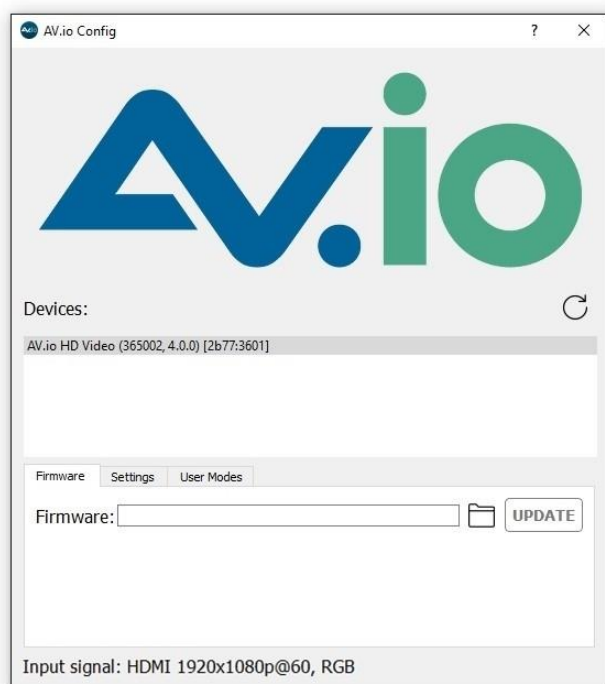 AV.io Config
AV.io
Devices:
AV.io HD Video (365002, 4.0.0) [2b77:3601]
Firmware Settings User Modes
Firmware: UPDATE
Input signal: HDMI 1920x1080p@60, RGB